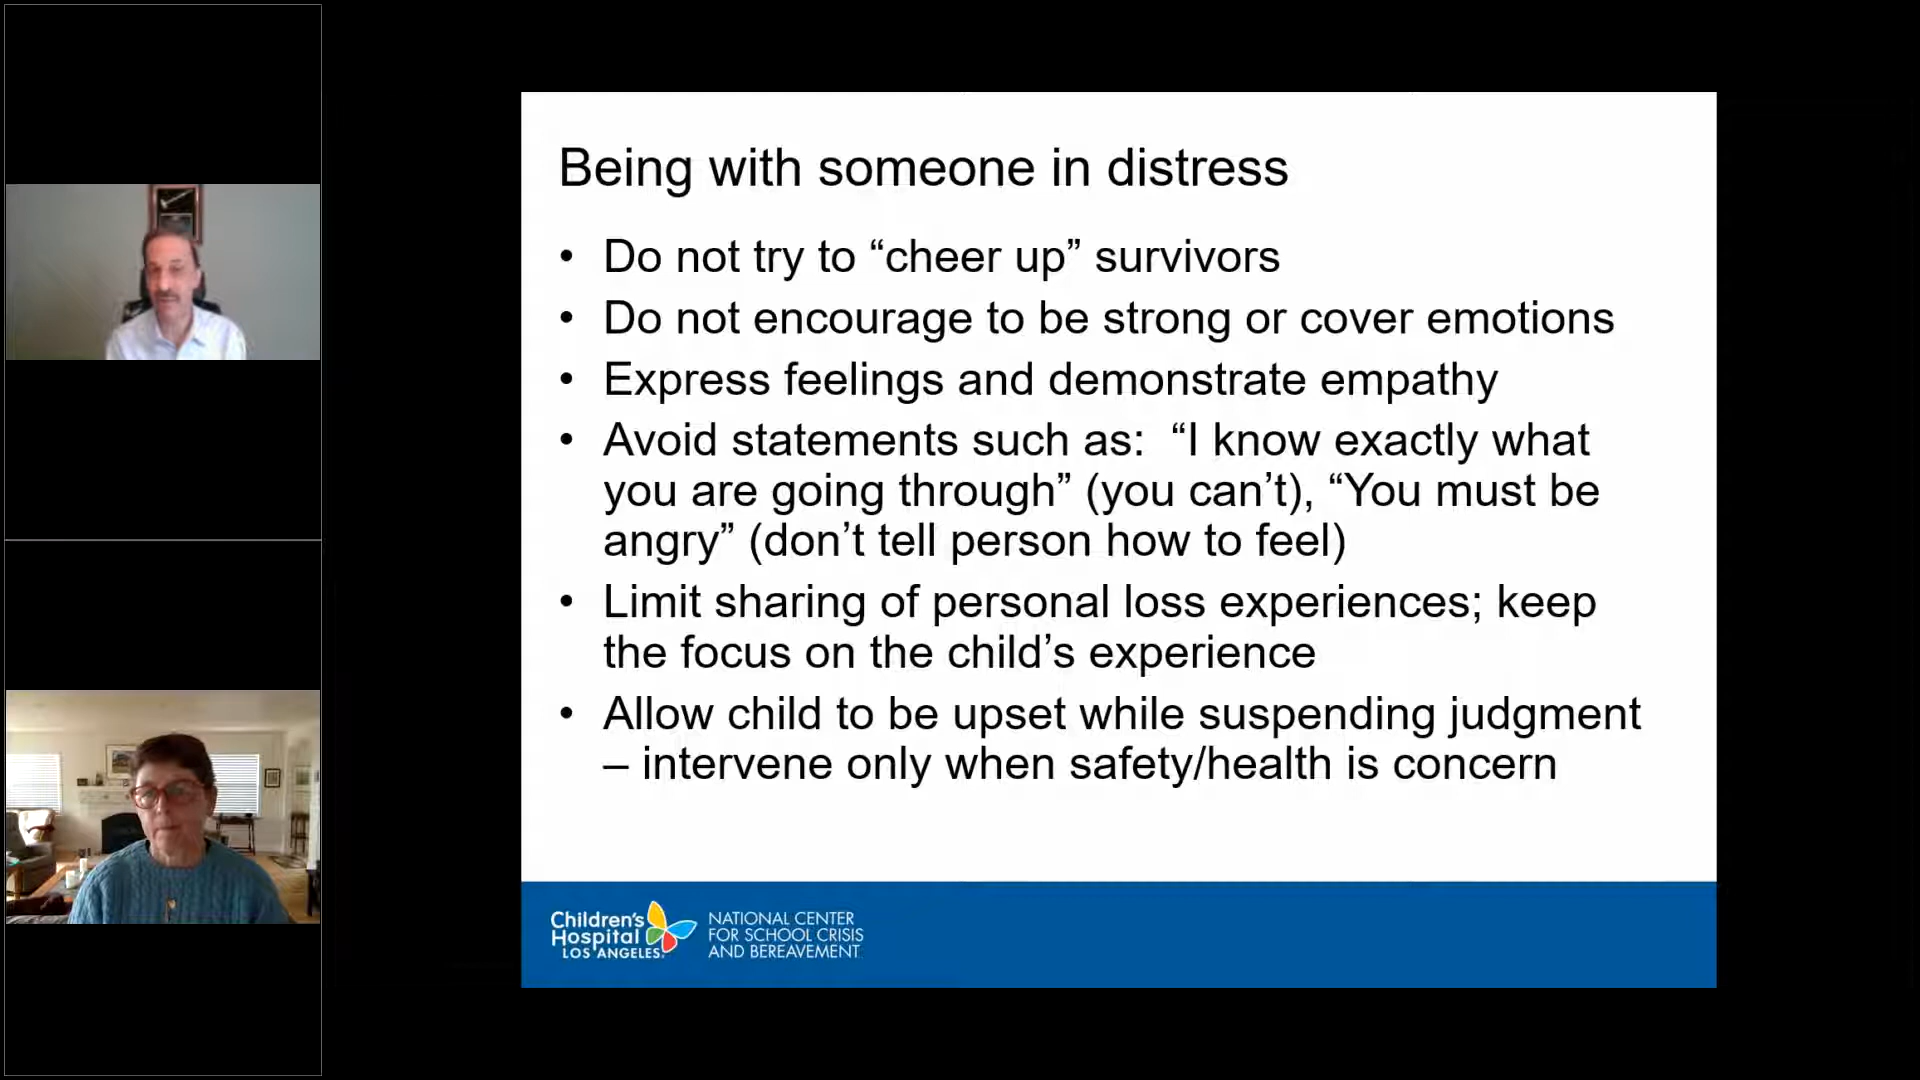 Being with someone in distress
• Do not try to “cheer up” survivors
• Do not encourage to be strong or cover emotions
• Express feelings and demonstrate empathy
• Avoid statements such as:  “I know exactly what
you are going through” (you can’t), “You must be
angry” (don’t tell person how to feel)
• Limit sharing of personal loss experiences; keep
the focus on the child’s experience
• Allow child to be upset while suspending judgment
– intervene only when safety/health is concern
Children's
Hospital
LOS ANGELES
NATIONAL CENTER
FOR SCHOOL CRISIS
AND BEREAVEMENT